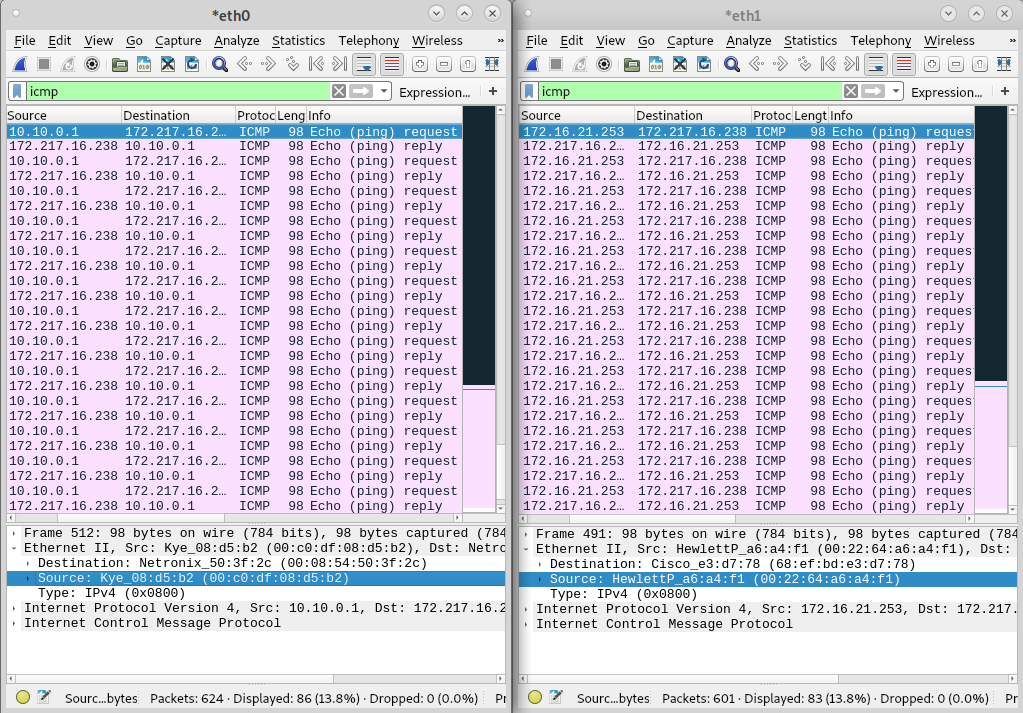 *eth0
File Edit View Go Capture Analyze Statistics Telephony Wireless »
icmp Expression... +
Source Destination Protoc Leng Info
10.10.0.1 172.217.16.2… ICMP 98 Echo (ping) request
172.217.16.238 10.10.0.1 ICMP 98 Echo (ping) reply
10.10.0.1 172.217.16.2… ICMP 98 Echo (ping) request
172.217.16.238 10.10.0.1 ICMP 98 Echo (ping) reply
10.10.0.1 172.217.16.2… ICMP 98 Echo (ping) request
172.217.16.238 10.10.0.1 ICMP 98 Echo (ping) reply
10.10.0.1 172.217.16.2… ICMP 98 Echo (ping) request
172.217.16.238 10.10.0.1 ICMP 98 Echo (ping) reply
10.10.0.1 172.217.16.2… ICMP 98 Echo (ping) request
172.217.16.238 10.10.0.1 ICMP 98 Echo (ping) reply
10.10.0.1 172.217.16.2… ICMP 98 Echo (ping) request
172.217.16.238 10.10.0.1 ICMP 98 Echo (ping) reply
10.10.0.1 172.217.16.2… ICMP 98 Echo (ping) request
172.217.16.238 10.10.0.1 ICMP 98 Echo (ping) reply
10.10.0.1 172.217.16.2… ICMP 98 Echo (ping) request
172.217.16.238 10.10.0.1 ICMP 98 Echo (ping) reply
10.10.0.1 172.217.16.2… ICMP 98 Echo (ping) request
172.217.16.238 10.10.0.1 ICMP 98 Echo (ping) reply
10.10.0.1 172.217.16.2… ICMP 98 Echo (ping) request
172.217.16.238 10.10.0.1 ICMP 98 Echo (ping) reply
10.10.0.1 172.217.16.2… ICMP 98 Echo (ping) request
172.217.16.238 10.10.0.1 ICMP 98 Echo (ping) reply
10.10.0.1 172.217.16.2… ICMP 98 Echo (ping) request
172.217.16.238 10.10.0.1 ICMP 98 Echo (ping) reply
10.10.0.1 172.217.16.2… ICMP 98 Echo (ping) request
172.217.16.238 10.10.0.1 ICMP 98 Echo (ping) reply
Frame 512: 98 bytes on wire (784 bits), 98 bytes captured (784
Ethernet II, Src: Kye_08:d5:b2 (00:c0:df:08:d5:b2), Dst: Netro
Destination: Netronix_50:3f:2c (00:08:54:50:3f:2c)
Source: Kye_08:d5:b2 (00:c0:df:08:d5:b2)
Type: IPv4 (0x0800)
Internet Protocol Version 4, Src: 10.10.0.1, Dst: 172.217.16.2
Internet Control Message Protocol
Sourc…bytes Packets: 624 · Displayed: 86 (13.8%) · Dropped: 0 (0.0%) Pr
*eth1
File Edit View Go Capture Analyze Statistics Telephony Wireless »
icmp Expression... +
Source Destination Protoc Lengt Info
172.16.21.253 172.217.16.238 ICMP 98 Echo (ping) reques
172.217.16.2… 172.16.21.253 ICMP 98 Echo (ping) reply
172.16.21.253 172.217.16.238 ICMP 98 Echo (ping) reques
172.217.16.2… 172.16.21.253 ICMP 98 Echo (ping) reply
172.16.21.253 172.217.16.238 ICMP 98 Echo (ping) reques
172.217.16.2… 172.16.21.253 ICMP 98 Echo (ping) reply
172.16.21.253 172.217.16.238 ICMP 98 Echo (ping) reques
172.217.16.2… 172.16.21.253 ICMP 98 Echo (ping) reply
172.16.21.253 172.217.16.238 ICMP 98 Echo (ping) reques
172.217.16.2… 172.16.21.253 ICMP 98 Echo (ping) reply
172.16.21.253 172.217.16.238 ICMP 98 Echo (ping) reques
172.217.16.2… 172.16.21.253 ICMP 98 Echo (ping) reply
172.16.21.253 172.217.16.238 ICMP 98 Echo (ping) reques
172.217.16.2… 172.16.21.253 ICMP 98 Echo (ping) reply
172.16.21.253 172.217.16.238 ICMP 98 Echo (ping) reques
172.217.16.2… 172.16.21.253 ICMP 98 Echo (ping) reply
172.16.21.253 172.217.16.238 ICMP 98 Echo (ping) reques
172.217.16.2… 172.16.21.253 ICMP 98 Echo (ping) reply
172.16.21.253 172.217.16.238 ICMP 98 Echo (ping) reques
172.217.16.2… 172.16.21.253 ICMP 98 Echo (ping) reply
172.16.21.253 172.217.16.238 ICMP 98 Echo (ping) reques
172.217.16.2… 172.16.21.253 ICMP 98 Echo (ping) reply
172.16.21.253 172.217.16.238 ICMP 98 Echo (ping) reques
172.217.16.2… 172.16.21.253 ICMP 98 Echo (ping) reply
172.16.21.253 172.217.16.238 ICMP 98 Echo (ping) reques
172.217.16.2… 172.16.21.253 ICMP 98 Echo (ping) reply
Frame 491: 98 bytes on wire (784 bits), 98 bytes captured (784
Ethernet II, Src: HewlettP_a6:a4:f1 (00:22:64:a6:a4:f1), Dst:
Destination: Cisco_e3:d7:78 (68:ef:bd:e3:d7:78)
Source: HewlettP_a6:a4:f1 (00:22:64:a6:a4:f1)
Type: IPv4 (0x0800)
Internet Protocol Version 4, Src: 172.16.21.253, Dst: 172.217.
Internet Control Message Protocol
Sourc…bytes Packets: 601 · Displayed: 83 (13.8%) · Dropped: 0 (0.0%) Pr